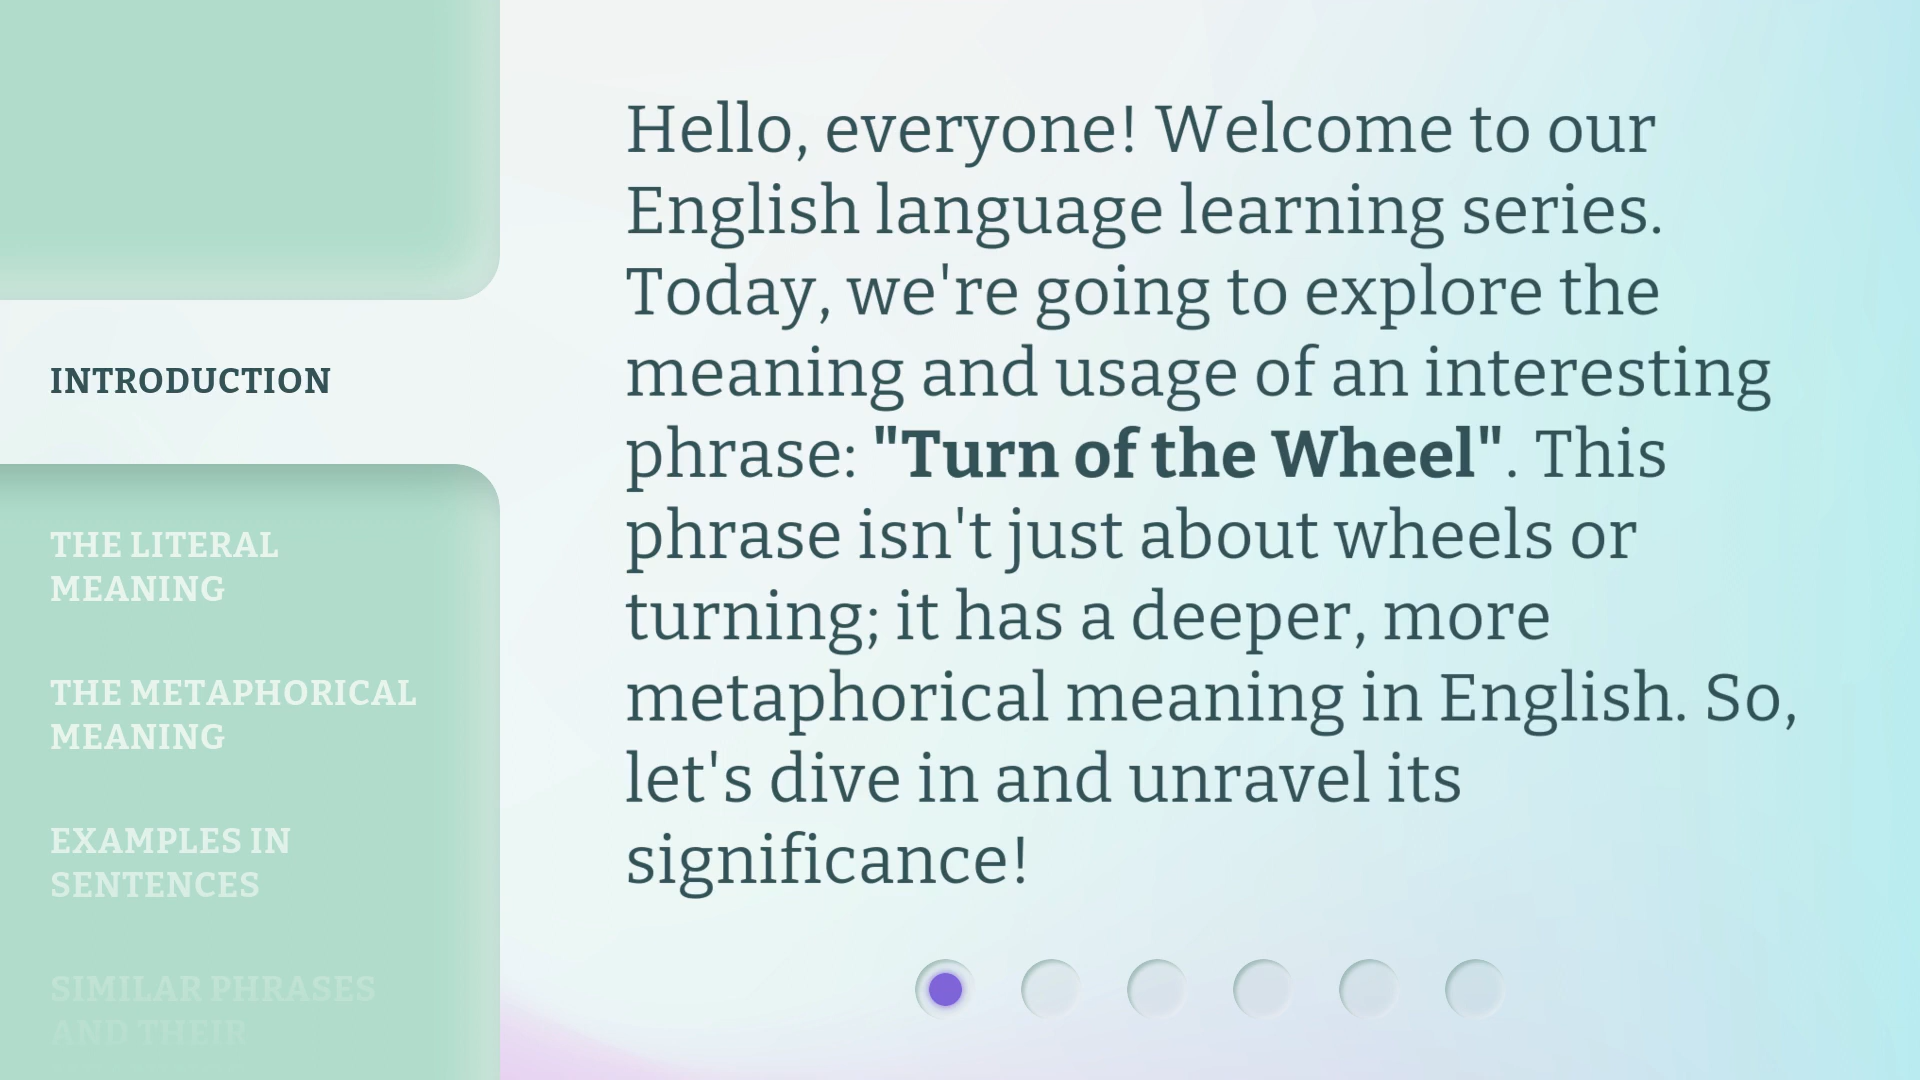 INTRODUCTION
THE LITERAL
MEANING
THE METAPHORICAL
MEANING
EXAMPLES IN
SENTENCES
SIMILAR PHRASES
AND THEIR
Hello, everyone! Welcome to our
English language learning series.
Today, we're going to explore the
meaning and usage of an interesting
phrase: "Turn of the Wheel". This
phrase isn't just about wheels or
turning; it has a deeper, more
metaphorical meaning in English. So,
let's dive in and unravel its
significance!